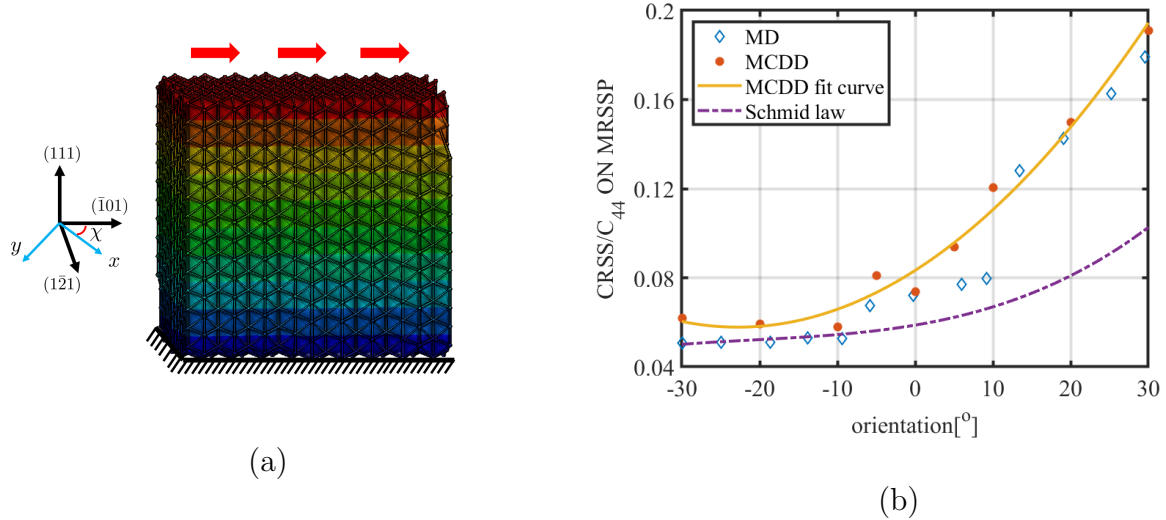 (111)
(1̄01)
χ
y
x
(12̄1)
(a)
0.2
0.16
0.12
0.08
0.04
CRSS/C44 ON MRSSP
MD
MCDD
MCDD fit curve
Schmid law
-30
-20
-10
0
10
20
30
orientation[o]
(b)